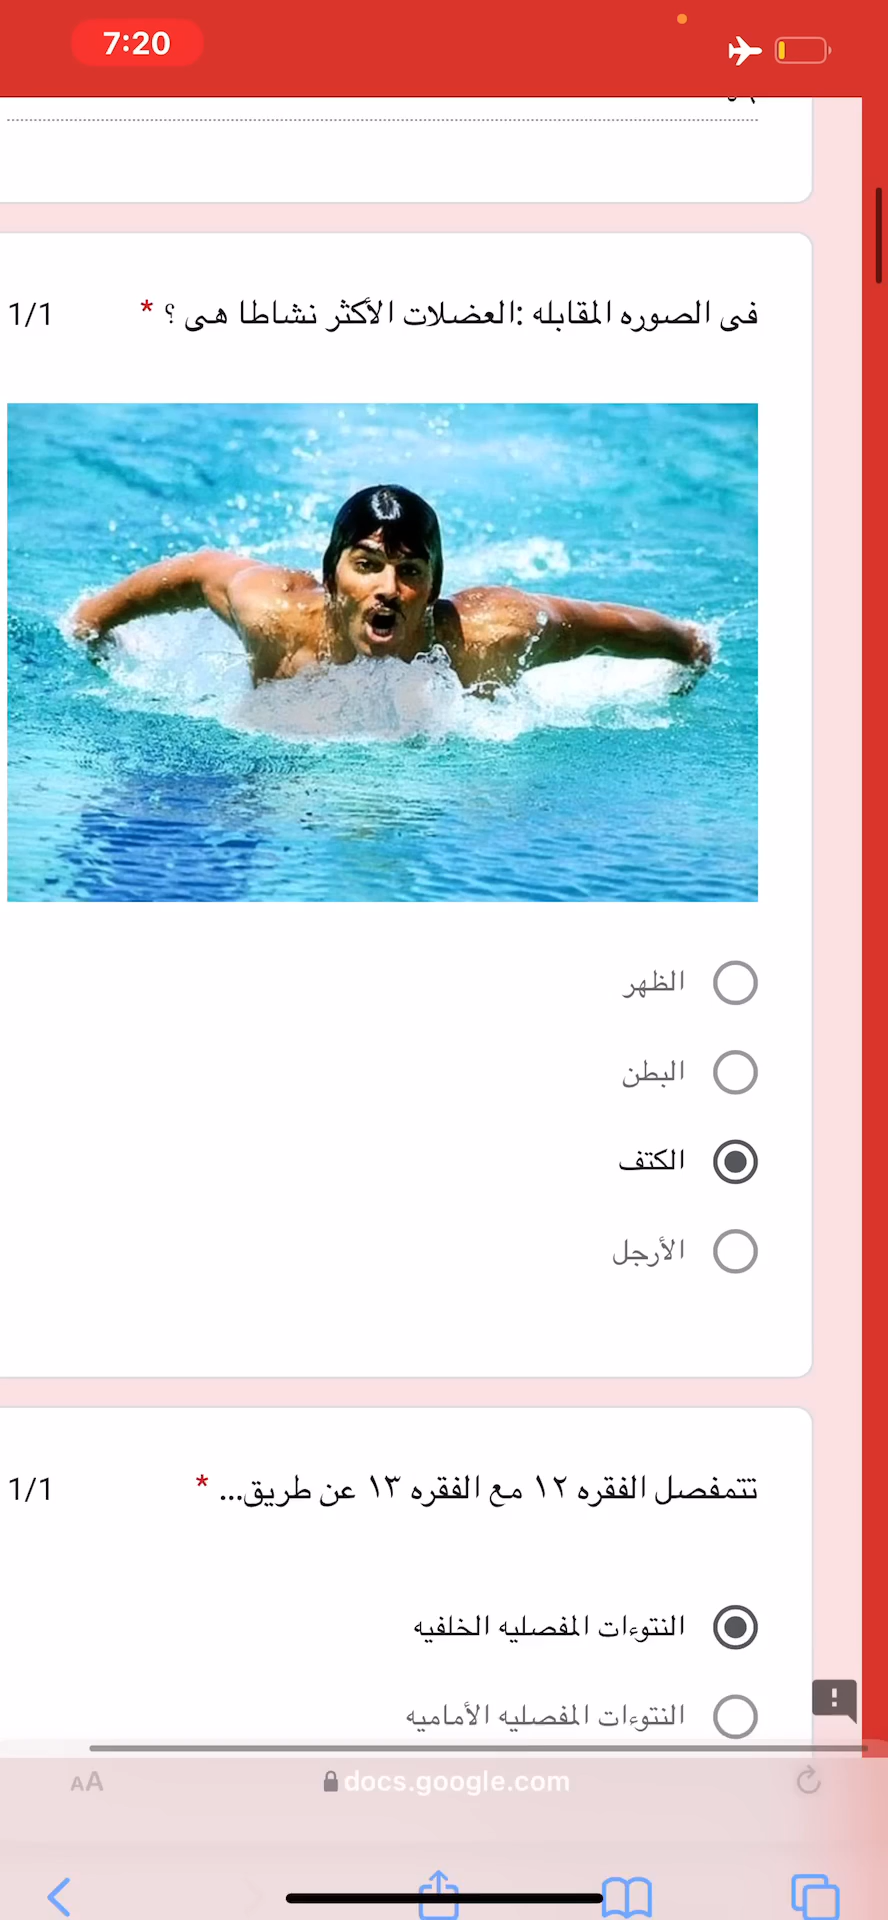 7:20
فى الصوره المقابله :العضلات الأكثر نشاطا هى ؟ *
1/1
الظهر
البطن
الكتف
الأرجل
تتمفصل الفقره ١٢ مع الفقره ١٣ عن طريق... *
1/1
النتوءات المفصليه الخلفيه
النتوءات المفصليه الأماميه
AA docs.google.com